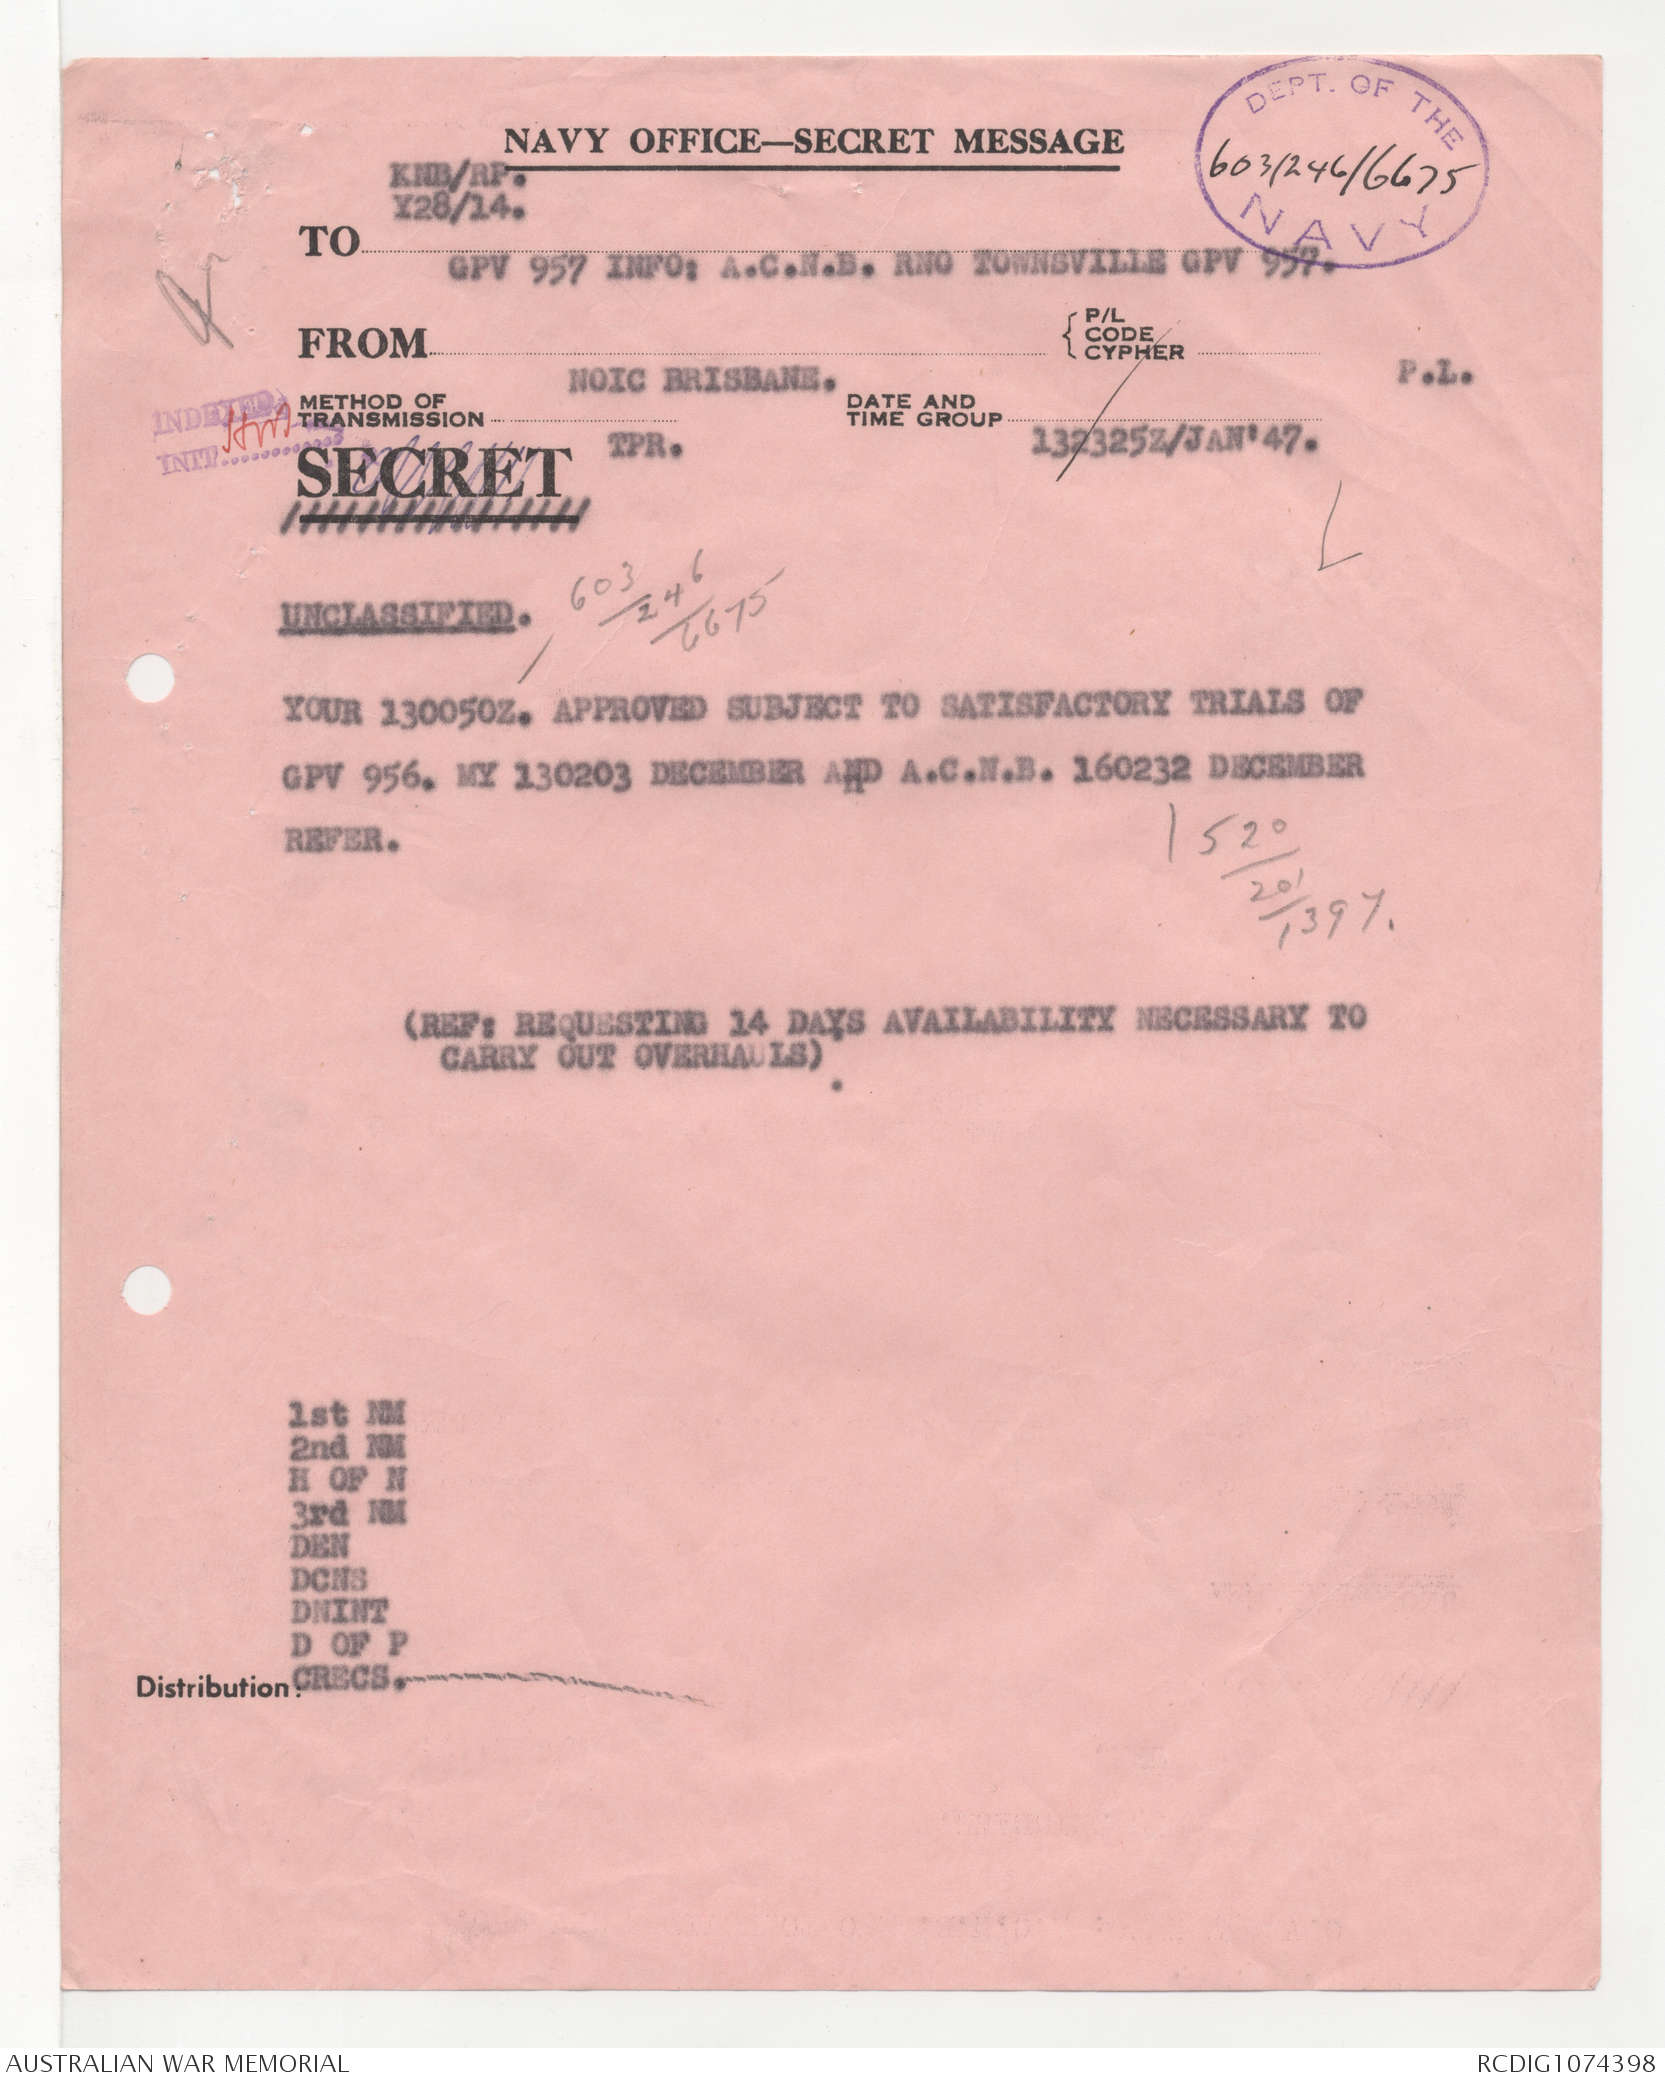 NAVY OFFICE—SECRET MESSAGE
DEPT. OF THE
NAVY
603/246/6675
KNB/RP.
Y28/14.
TO
GPV 957 INFO: A.C.N.B. RNO TOWNSVILLE GPV 957.
FROM
P/L
CODE
CYPHER
NOIC BRISBANE.
P.L.
METHOD OF
TRANSMISSION
DATE AND
TIME GROUP
INDEXED
INIT
TPR.
132325Z/JAN'47.
SECRET
603/246/6675
UNCLASSIFIED.
YOUR 130050Z. APPROVED SUBJECT TO SATISFACTORY TRIALS OF
GPV 956. MY 130203 DECEMBER AND A.C.N.B. 160232 DECEMBER
REFER.
1520/201/397.
(REF: REQUESTING 14 DAYS AVAILABILITY NECESSARY TO
CARRY OUT OVERHAULS)
.
1st NM
2nd NM
H OF N
3rd NM
DEN
DCNS
DNINT
D OF P
Distribution: CRECS.
AUSTRALIAN WAR MEMORIAL
RCDIG1074398